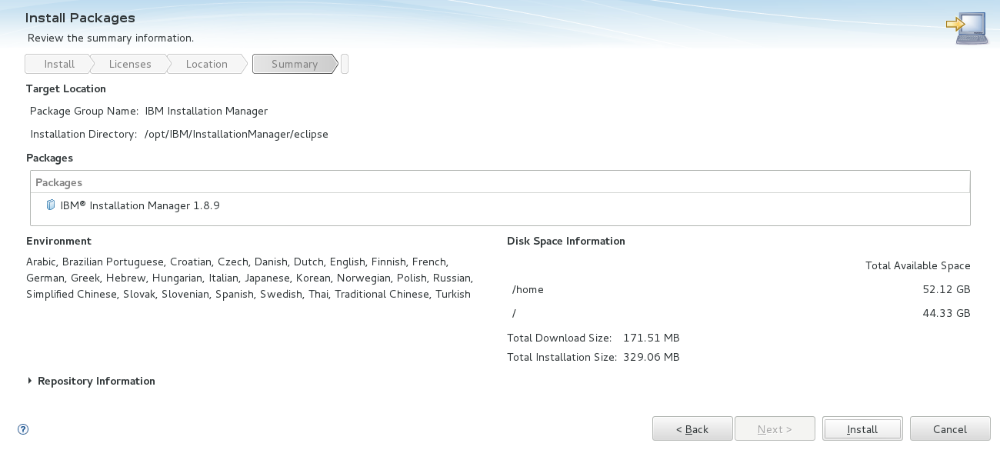 Install Packages
Review the summary information.
Install Licenses Location Summary
Target Location
Package Group Name: IBM Installation Manager
Installation Directory: /opt/IBM/InstallationManager/eclipse
Packages
Packages
IBM® Installation Manager 1.8.9
Environment
Arabic, Brazilian Portuguese, Croatian, Czech, Danish, Dutch, English, Finnish, French,
German, Greek, Hebrew, Hungarian, Italian, Japanese, Korean, Norwegian, Polish, Russian,
Simplified Chinese, Slovak, Slovenian, Spanish, Swedish, Thai, Traditional Chinese, Turkish
Disk Space Information
Total Available Space
/home 52.12 GB
/ 44.33 GB
Total Download Size: 171.51 MB
Total Installation Size: 329.06 MB
Repository Information
? < Back Next > Install Cancel